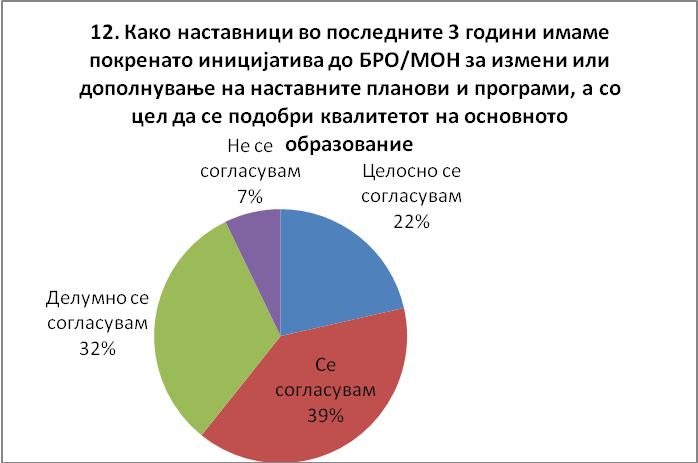 12. Како наставници во последните 3 години имаме
покренато иницијатива до БРО/МОН за измени или
дополнување на наставните планови и програми, а со
цел да се подобри квалитетот на основното
образование
Не се
согласувам
7%
Целосно се
согласувам
22%
Делумно се
согласувам
32%
Се
согласувам
39%